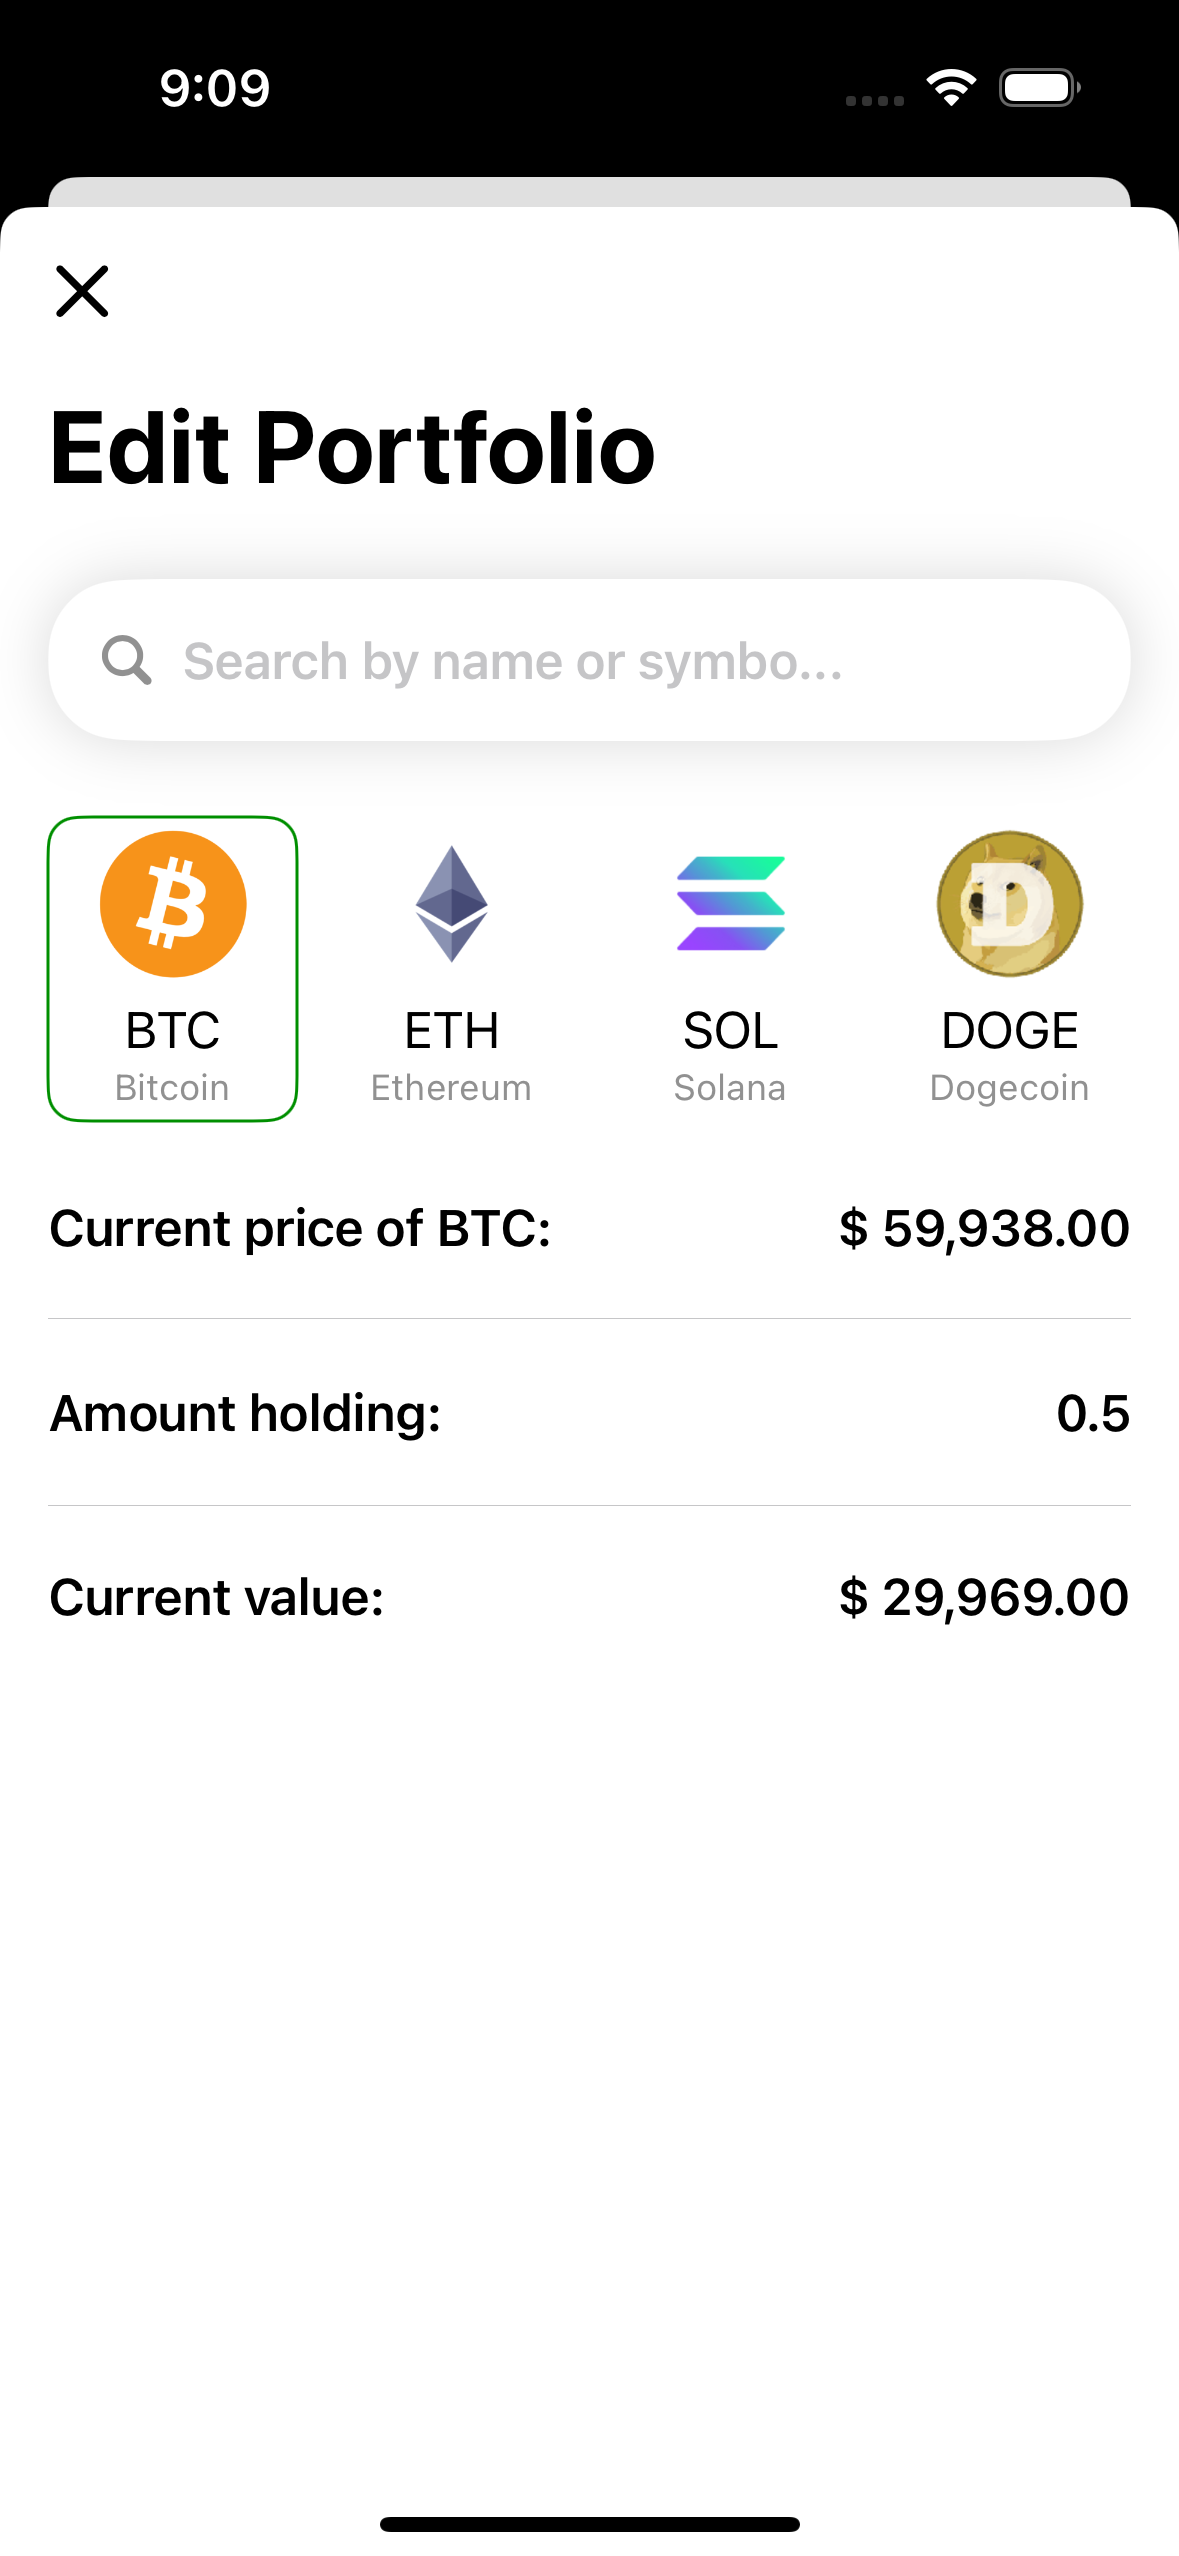 9:09
Edit Portfolio
Search by name or symbo...
BTC ETH SOL DOGE
Bitcoin Ethereum Solana Dogecoin
Current price of BTC: $ 59,938.00
Amount holding: 0.5
Current value: $ 29,969.00